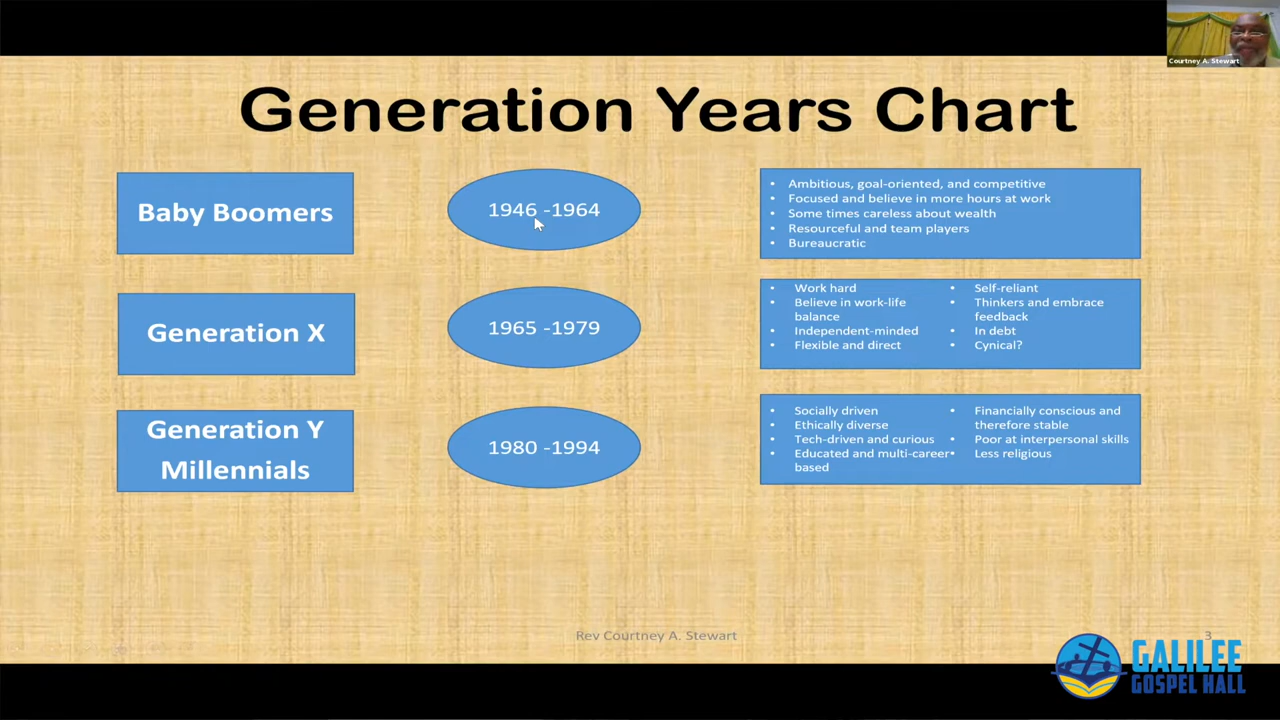 Courtney A. Stewart
Generation Years Chart
Baby Boomers
1946 -1964
• Ambitious, goal-oriented, and competitive
• Focused and believe in more hours at work
• Some times careless about wealth
• Resourceful and team players
• Bureaucratic
Generation X
1965 -1979
• Work hard
• Believe in work-life
balance
• Independent-minded
• Flexible and direct
• Self-reliant
• Thinkers and embrace
feedback
• In debt
• Cynical?
Generation Y
Millennials
1980 -1994
• Socially driven
• Ethically diverse
• Tech-driven and curious
• Educated and multi-career
based
• Financially conscious and
therefore stable
• Poor at interpersonal skills
• Less religious
Rev Courtney A. Stewart
3
GALILEE
GOSPEL HALL